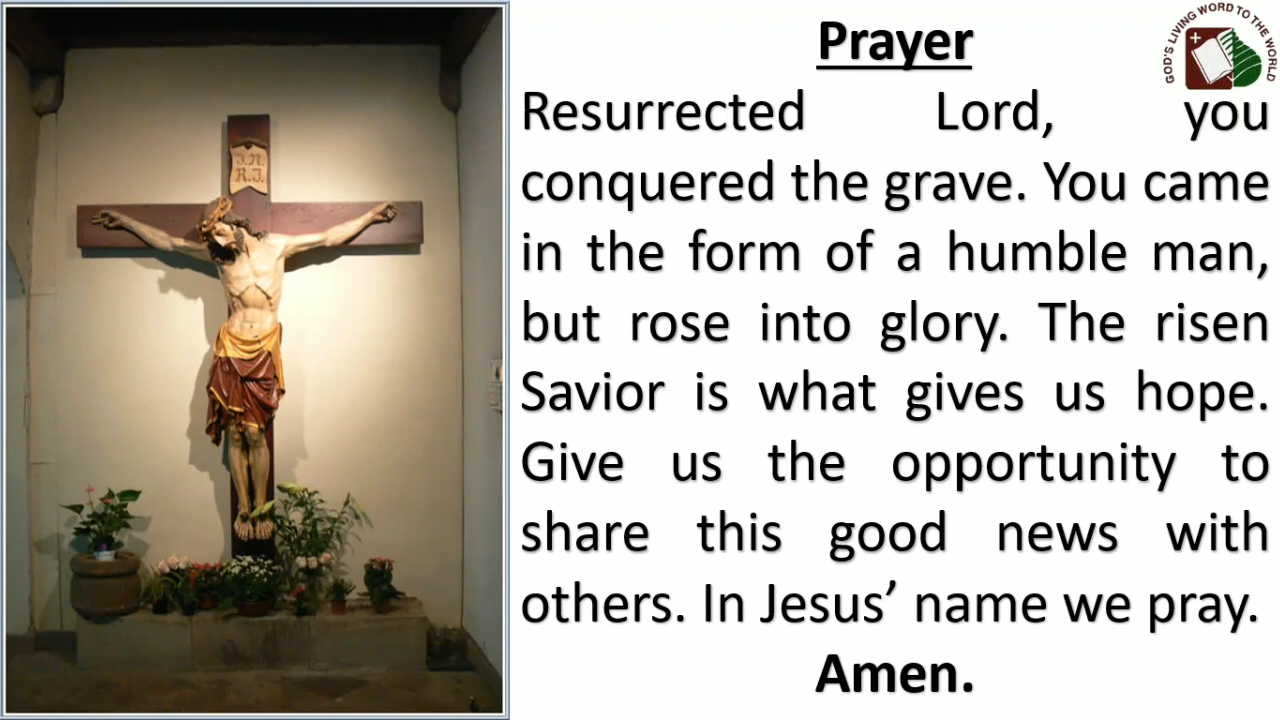 Prayer
GOD'S LIVING WORD TO THE WORLD
Resurrected Lord, you
conquered the grave. You came
in the form of a humble man,
but rose into glory. The risen
Savior is what gives us hope.
Give us the opportunity to
share this good news with
others. In Jesus’ name we pray.
Amen.
I.N.
R.I.